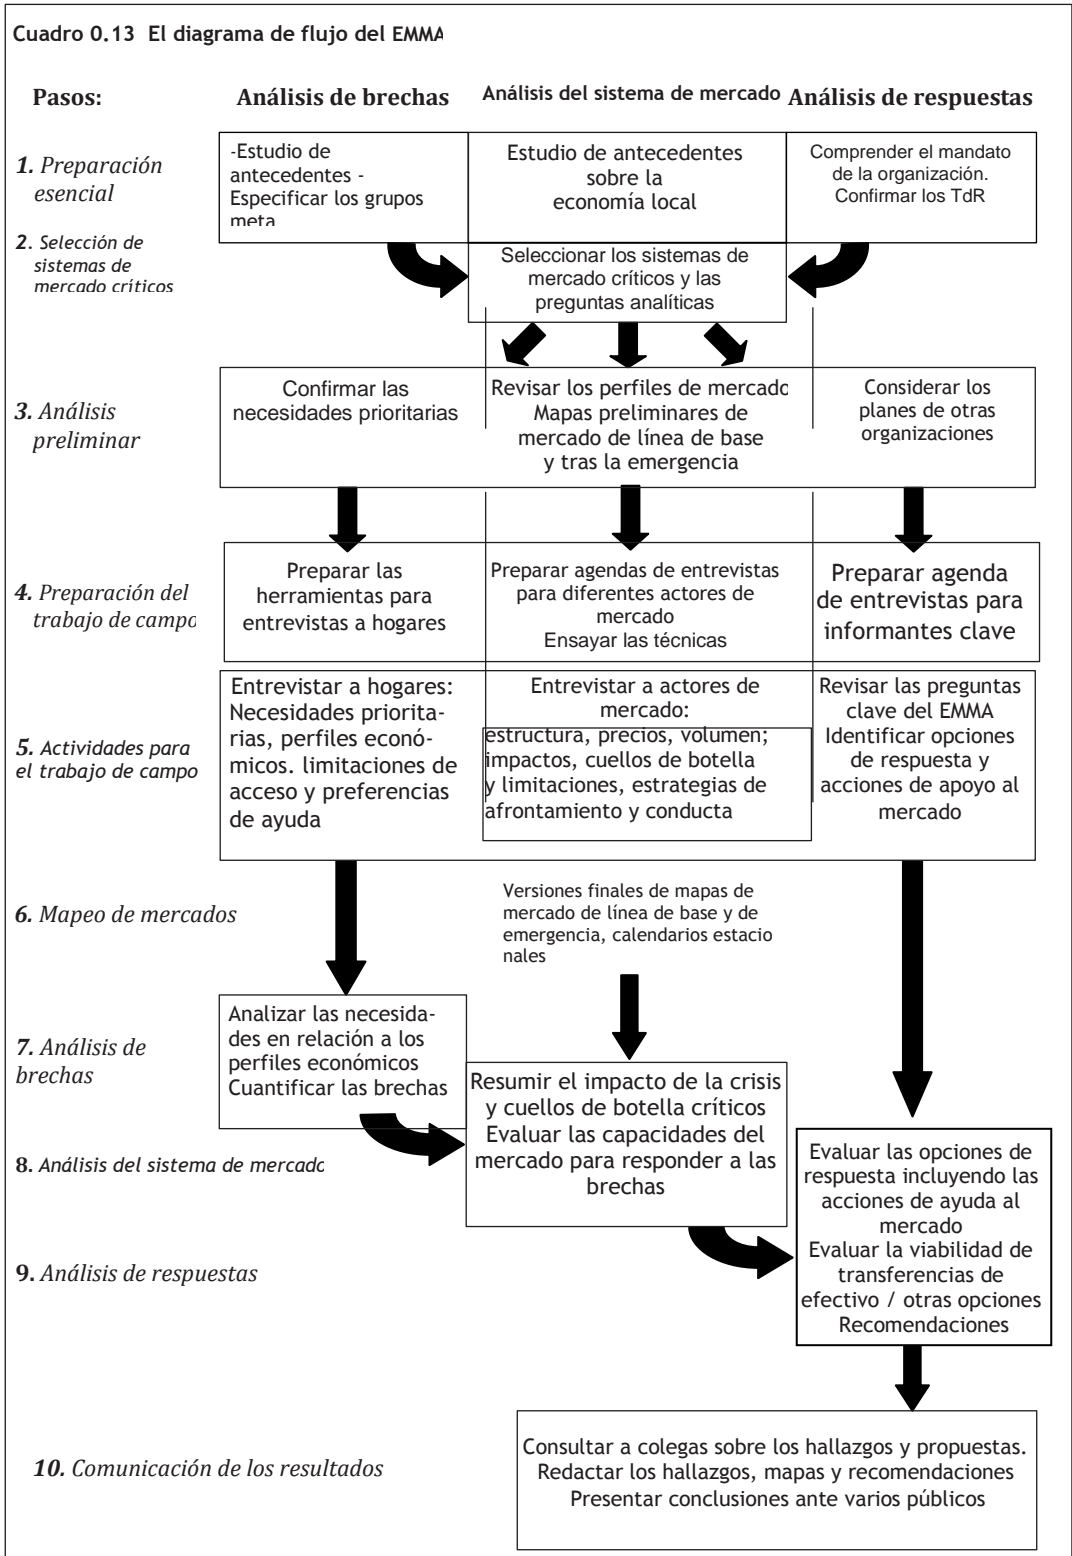 Cuadro 0.13 El diagrama de flujo del EMMA
Pasos:
Análisis de brechas
Análisis del sistema de mercado
Análisis de respuestas
1. Preparación
esencial
-Estudio de
antecedentes -
Especificar los grupos
meta
Estudio de antecedentes
sobre la
economía local
Comprender el mandato
de la organización.
Confirmar los TdR
2. Selección de
sistemas de
mercado críticos
Seleccionar los sistemas de
mercado críticos y las
preguntas analíticas
3. Análisis
preliminar
Confirmar las
necesidades prioritarias
Revisar los perfiles de mercado
Mapas preliminares de
mercado de línea de base
y tras la emergencia
Considerar los
planes de otras
organizaciones
4. Preparación del
trabajo de campo
Preparar las
herramientas para
entrevistas a hogares
Preparar agendas de entrevistas
para diferentes actores de
mercado
Ensayar las técnicas
Preparar agenda
de entrevistas para
informantes clave
5. Actividades para
el trabajo de campo
Entrevistar a hogares:
Necesidades priorita-
rias, perfiles econó-
micos. limitaciones de
acceso y preferencias
de ayuda
Entrevistar a actores de
mercado:
estructura, precios, volumen;
impactos, cuellos de botella
y limitaciones, estrategias de
afrontamiento y conducta
Revisar las preguntas
clave del EMMA
Identificar opciones
de respuesta y
acciones de apoyo al
mercado
6. Mapeo de mercados
Versiones finales de mapas de
mercado de línea de base y de
emergencia, calendarios estacio
nales
7. Análisis de
brechas
Analizar las necesida-
des en relación a los
perfiles económicos
Cuantificar las brechas
8. Análisis del sistema de mercado
Resumir el impacto de la crisis
y cuellos de botella críticos
Evaluar las capacidades del
mercado para responder a las
brechas
9. Análisis de respuestas
Evaluar las opciones de
respuesta incluyendo las
acciones de ayuda al
mercado
Evaluar la viabilidad de
transferencias de
efectivo / otras opciones
Recomendaciones
10. Comunicación de los resultados
Consultar a colegas sobre los hallazgos y propuestas.
Redactar los hallazgos, mapas y recomendaciones
Presentar conclusiones ante varios públicos